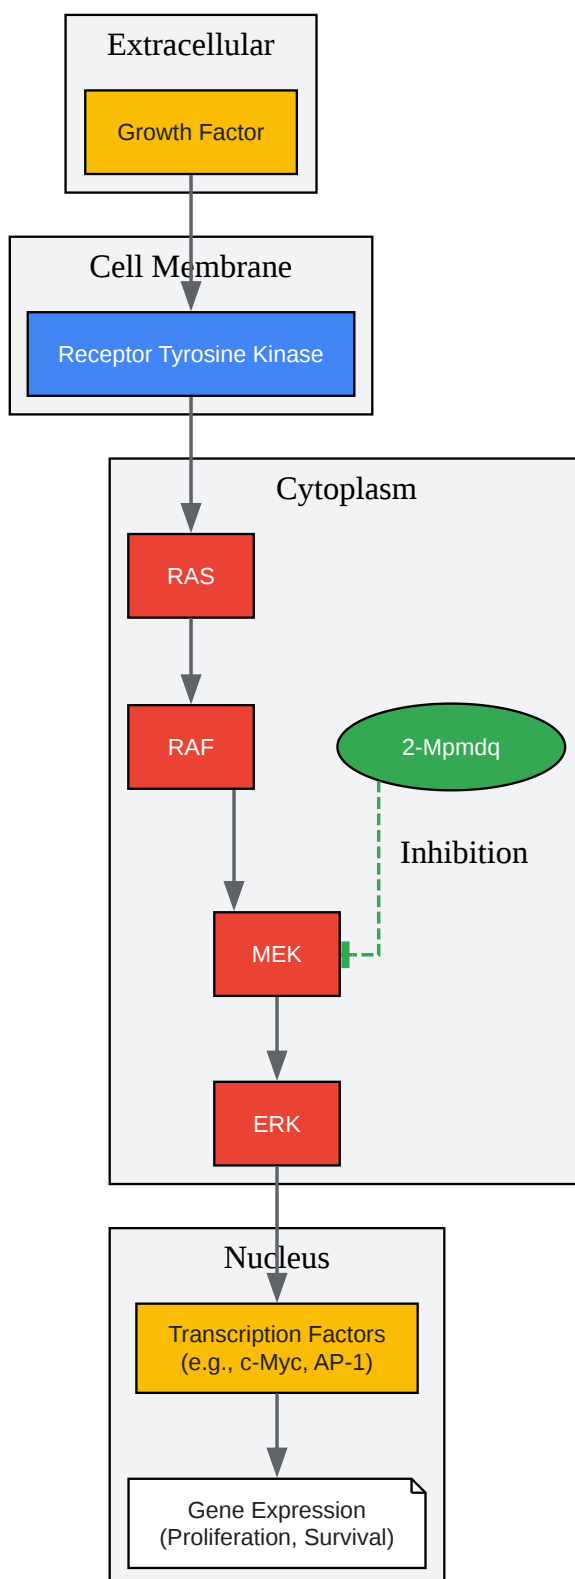 Extracellular
Growth Factor
Cell Membrane
Receptor Tyrosine Kinase
Cytoplasm
RAS
RAF
2-Mpmdq
Inhibition
MEK
ERK
Nucleus
Transcription Factors
(e.g., c-Myc, AP-1)
Gene Expression
(Proliferation, Survival)